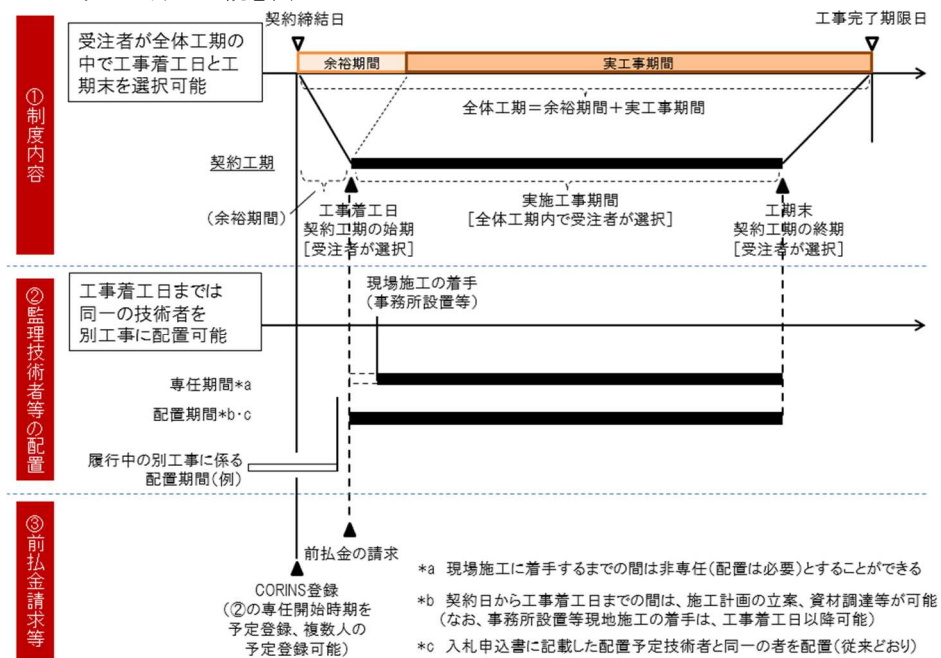 契約締結日
工事完了期限日
①制度内容
受注者が全体工期の
中で工事着工日と工
期末を選択可能
余裕期間
実工事期間
全体工期＝余裕期間＋実工事期間
契約工期
(余裕期間)
工事着工日
契約工期の始期
[受注者が選択]
実施工事期間
[全体工期内で受注者が選択]
工期末
契約工期の終期
[受注者が選択]
②監理技術者等の配置
工事着工日までは
同一の技術者を
別工事に配置可能
現場施工の着手
(事務所設置等)
専任期間*a
配置期間*b・c
履行中の別工事に係る
配置期間(例)
③前払金請求等
前払金の請求
CORINS登録
(②の専任開始時期を
予定登録、複数人の
予定登録可能)
*a 現場施工に着手するまでの間は非専任(配置は必要)とすることができる
*b 契約日から工事着工日までの間は、施工計画の立案、資材調達等が可能
(なお、事務所設置等現地施工の着手は、工事着工日以降可能)
*c 入札申込書に記載した配置予定技術者と同一の者を配置(従来どおり)